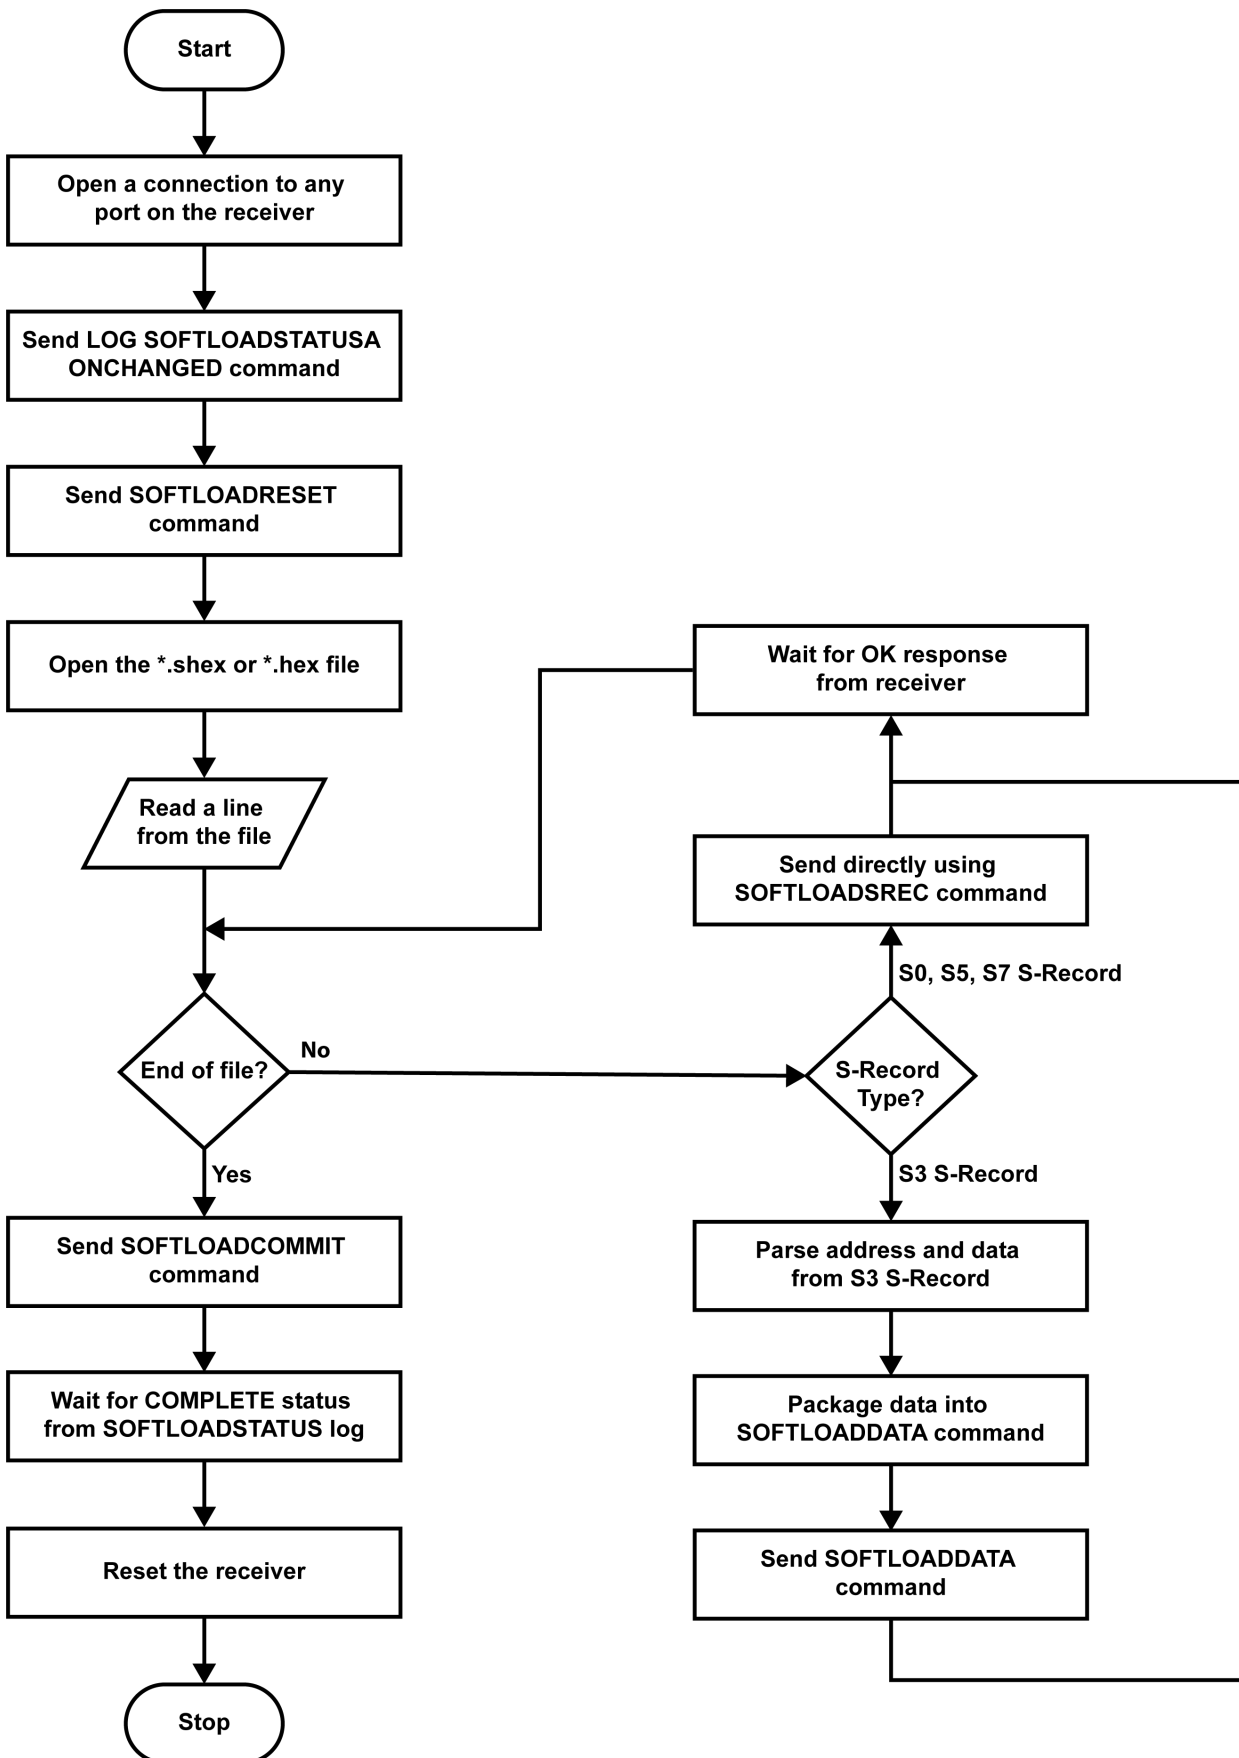 Start
Open a connection to any
port on the receiver
Send LOG SOFTLOADSTATUSA
ONCHANGED command
Send SOFTLOADRESET
command
Open the *.shex or *.hex file
Read a line
from the file
End of file?
No
Yes
Send SOFTLOADCOMMIT
command
Wait for COMPLETE status
from SOFTLOADSTATUS log
Reset the receiver
Stop
Wait for OK response
from receiver
Send directly using
SOFTLOADSREC command
S0, S5, S7 S-Record
S-Record
Type?
S3 S-Record
Parse address and data
from S3 S-Record
Package data into
SOFTLOADDATA command
Send SOFTLOADDATA
command